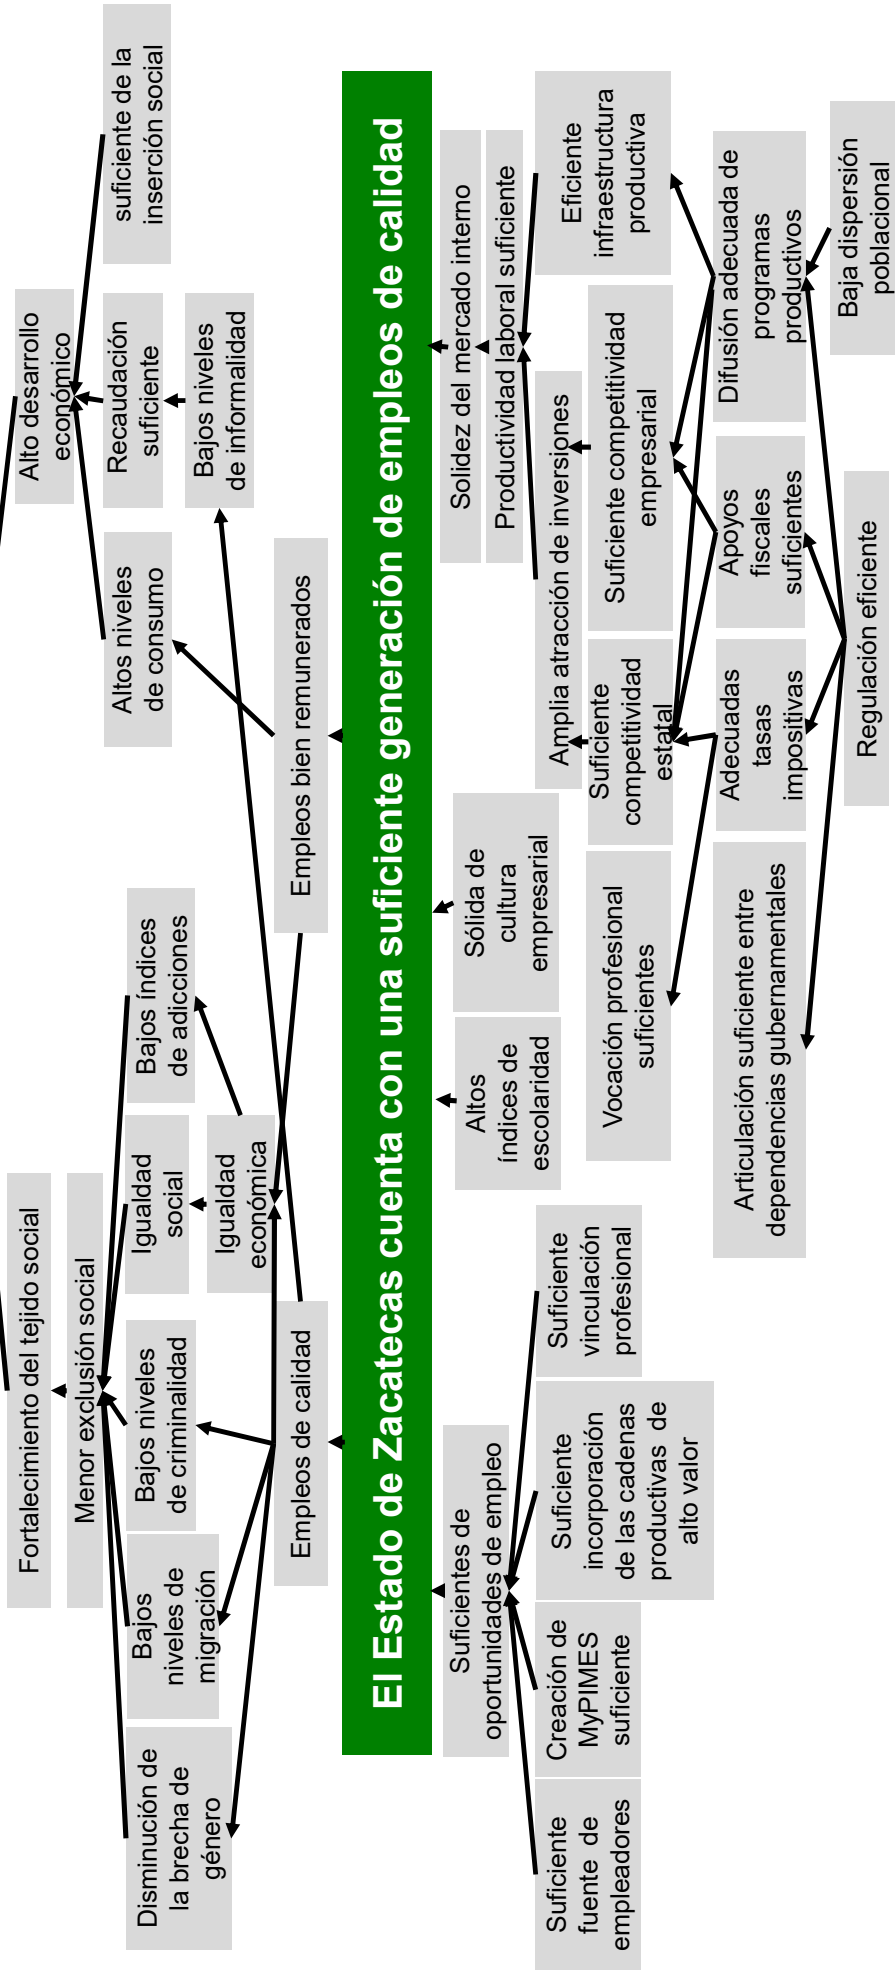 Fortalecimiento del tejido social
Alto desarrollo
económico
Menor exclusión social
Disminución de
la brecha de
género
Bajos
niveles de
migración
Bajos niveles
de criminalidad
Igualdad
social
Bajos índices
de adicciones
Altos niveles
de consumo
Recaudación
suficiente
suficiente de la
inserción social
Igualdad
económica
Bajos niveles
de informalidad
Empleos de calidad
Empleos bien remunerados
El Estado de Zacatecas cuenta con una suficiente generación de empleos de calidad
Suficientes de
oportunidades de empleo
Altos
índices de
escolaridad
Sólida de
cultura
empresarial
Solidez del mercado interno
Productividad laboral suficiente
Suficiente
fuente de
empleadores
Creación de
MyPIMES
suficiente
Suficiente
incorporación
de las cadenas
productivas de
alto valor
Suficiente
vinculación
profesional
Amplia atracción de inversiones
Eficiente
infraestructura
productiva
Vocación profesional
suficientes
Suficiente
competitividad
estatal
Suficiente competitividad
empresarial
Articulación suficiente entre
dependencias gubernamentales
Adecuadas
tasas
impositivas
Apoyos
fiscales
suficientes
Difusión adecuada de
programas
productivos
Regulación eficiente
Baja dispersión
poblacional